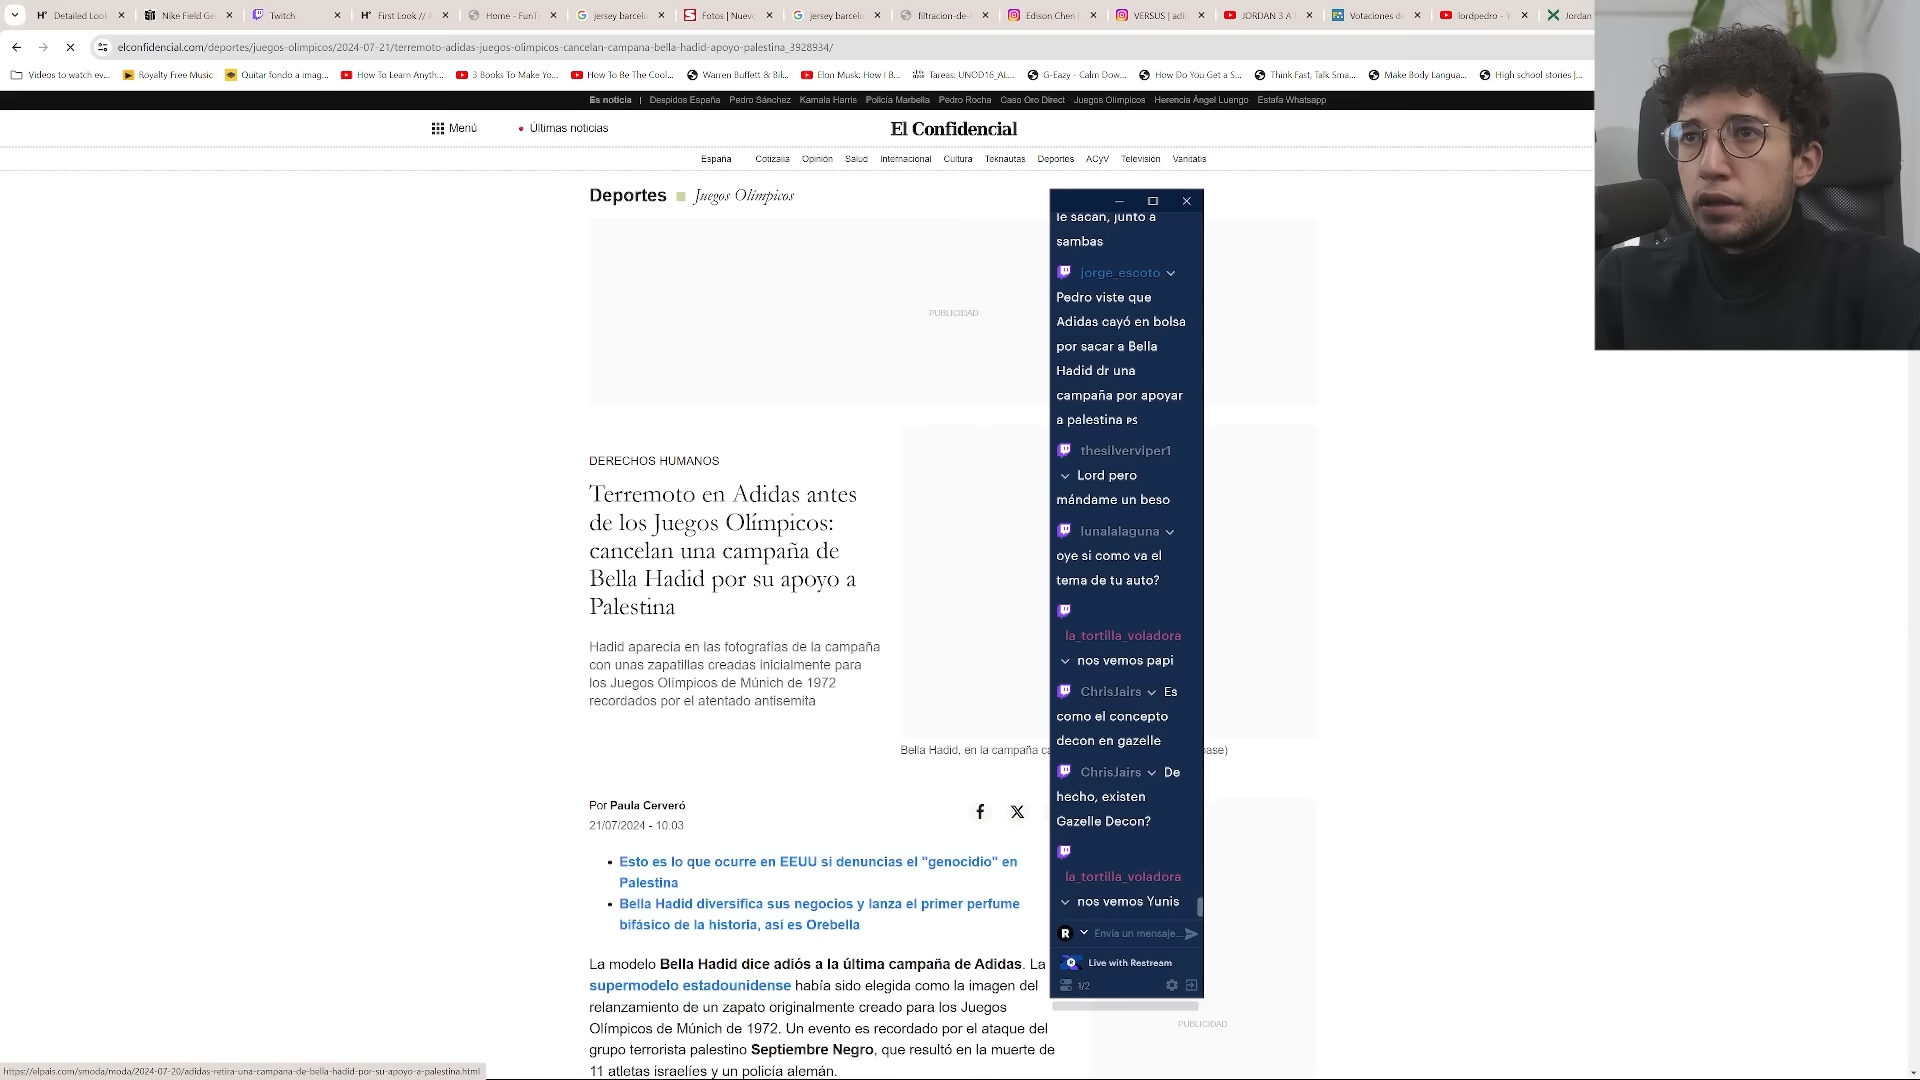 Detailed Look
Nike Field Ge
Twitch
First Look //
Home - FunT
jersey barcelo
Fotos | Nuevo
jersey barcelo
filtracion-de-
Edison Chen |
VERSUS | adi
JORDAN 3 A
Votaciones de
lordpedro - Y
Jordan
elconfidencial.com/deportes/juegos-olimpicos/2024-07-21/terremoto-adidas-juegos-olimpicos-cancelan-campana-bella-hadid-apoyo-palestina_3928934/
Videos to watch ev...
Royalty Free Music
Quitar fondo a imag...
How To Learn Anyth...
3 Books To Make Yo...
How To Be The Cool...
Warren Buffett & Bil...
Elon Musk: How I B...
Tareas: UNOD16_AL...
G-Eazy - Calm Dow...
How Do You Get a S...
Think Fast, Talk Sma...
Make Body Langua...
High school stories |...
Es noticia | Despidos España Pedro Sánchez Kamala Harris Policía Marbella Pedro Rocha Caso Oro Direct Juegos Olímpicos Herencia Ángel Luengo Estafa Whatsapp
Menú
Últimas noticias
El Confidencial
España Cotizalia Opinión Salud Internacional Cultura Teknautas Deportes ACyV Televisión Vanitatis
Deportes Juegos Olímpicos
PUBLICIDAD
DERECHOS HUMANOS
Terremoto en Adidas antes
de los Juegos Olímpicos:
cancelan una campaña de
Bella Hadid por su apoyo a
Palestina
Hadid aparecía en las fotografías de la campaña
con unas zapatillas creadas inicialmente para
los Juegos Olímpicos de Múnich de 1972
recordados por el atentado antisemita
Bella Hadid, en la campaña ca
base)
Por Paula Cerveró
21/07/2024 - 10:03
• Esto es lo que ocurre en EEUU si denuncias el "genocidio" en
Palestina
• Bella Hadid diversifica sus negocios y lanza el primer perfume
bifásico de la historia, así es Orebella
La modelo Bella Hadid dice adiós a la última campaña de Adidas. La
supermodelo estadounidense había sido elegida como la imagen del
relanzamiento de un zapato originalmente creado para los Juegos
Olímpicos de Múnich de 1972. Un evento es recordado por el ataque del
grupo terrorista palestino Septiembre Negro, que resultó en la muerte de
11 atletas israelíes y un policía alemán.
PUBLICIDAD
le sacan, junto a
sambas
jorge_escoto
Pedro viste que
Adidas cayó en bolsa
por sacar a Bella
Hadid dr una
campaña por apoyar
a palestina PS
thesilverviper1
Lord pero
mándame un beso
lunalalaguna
oye si como va el
tema de tu auto?
la_tortilla_voladora
nos vemos papi
ChrisJairs Es
como el concepto
decon en gazelle
ChrisJairs De
hecho, existen
Gazelle Decon?
la_tortilla_voladora
nos vemos Yunis
R Envía un mensaje...
Live with Restream
1/2
https://elpais.com/smoda/moda/2024-07-20/adidas-retira-una-campana-de-bella-hadid-por-su-apoyo-a-palestina.html